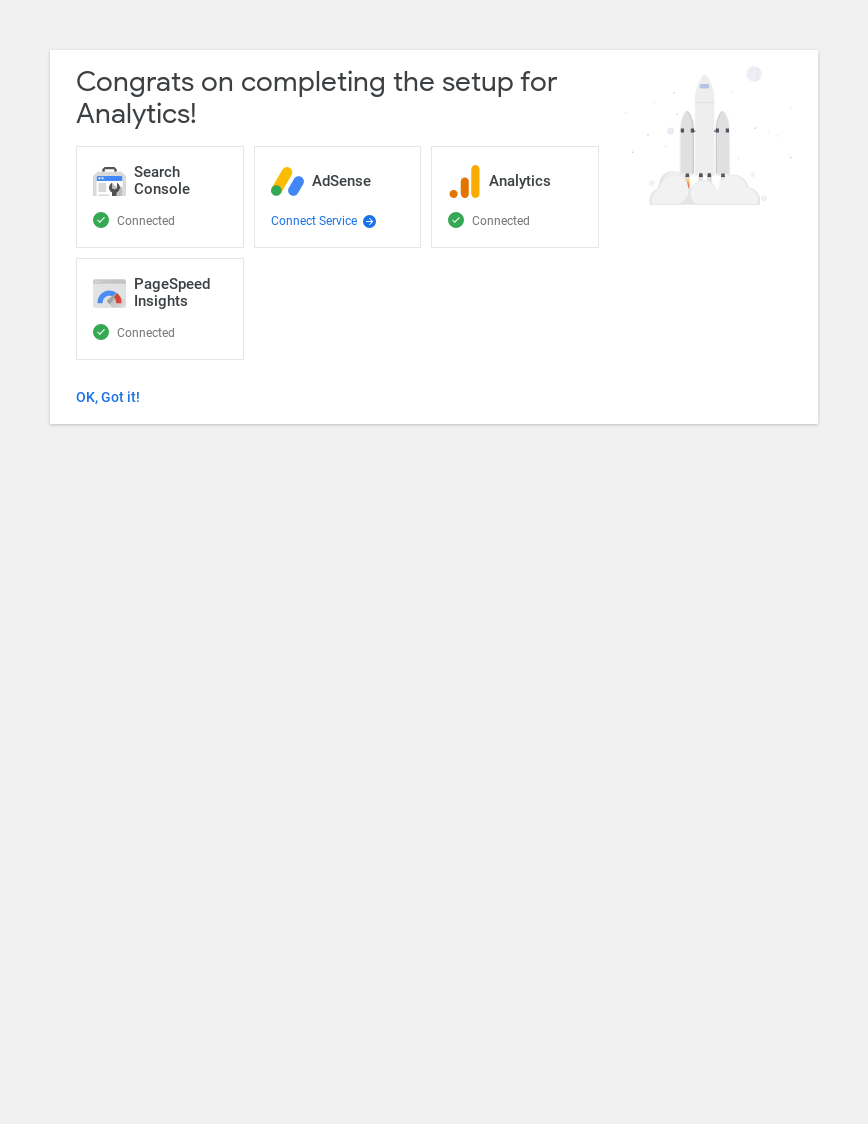 Congrats on completing the setup for
Analytics!
Search
Console
Connected
AdSense
Connect Service
Analytics
Connected
PageSpeed
Insights
Connected
OK, Got it!